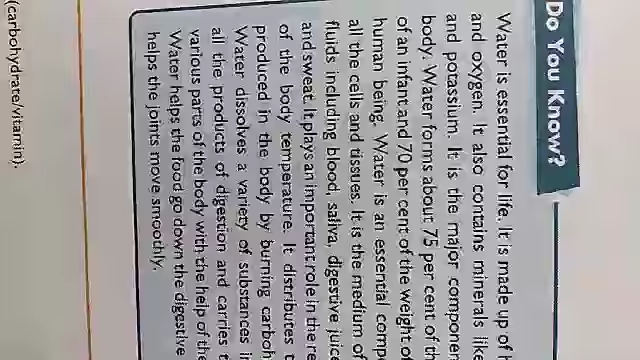 Do You Know?
Water is essential for life. It is made up of
and oxygen. It also contains minerals like
and potassium. It is the major
body. Water forms about 75 per cent of
of an infant and 70 per cent of the weight of
human being. Water is an essential
all the cells and tissues. It is the medium of
fluids including blood, saliva, digestive
and sweat. It plays an important role in the
of the body temperature. It distributes
produced in the body by burning
Water dissolves a variety of substances
all the products of digestion and carries
various parts of the body with the help of the
Water helps the food go down the digestive
helps the joints move smoothly.
(carbohydrate/vitamin).